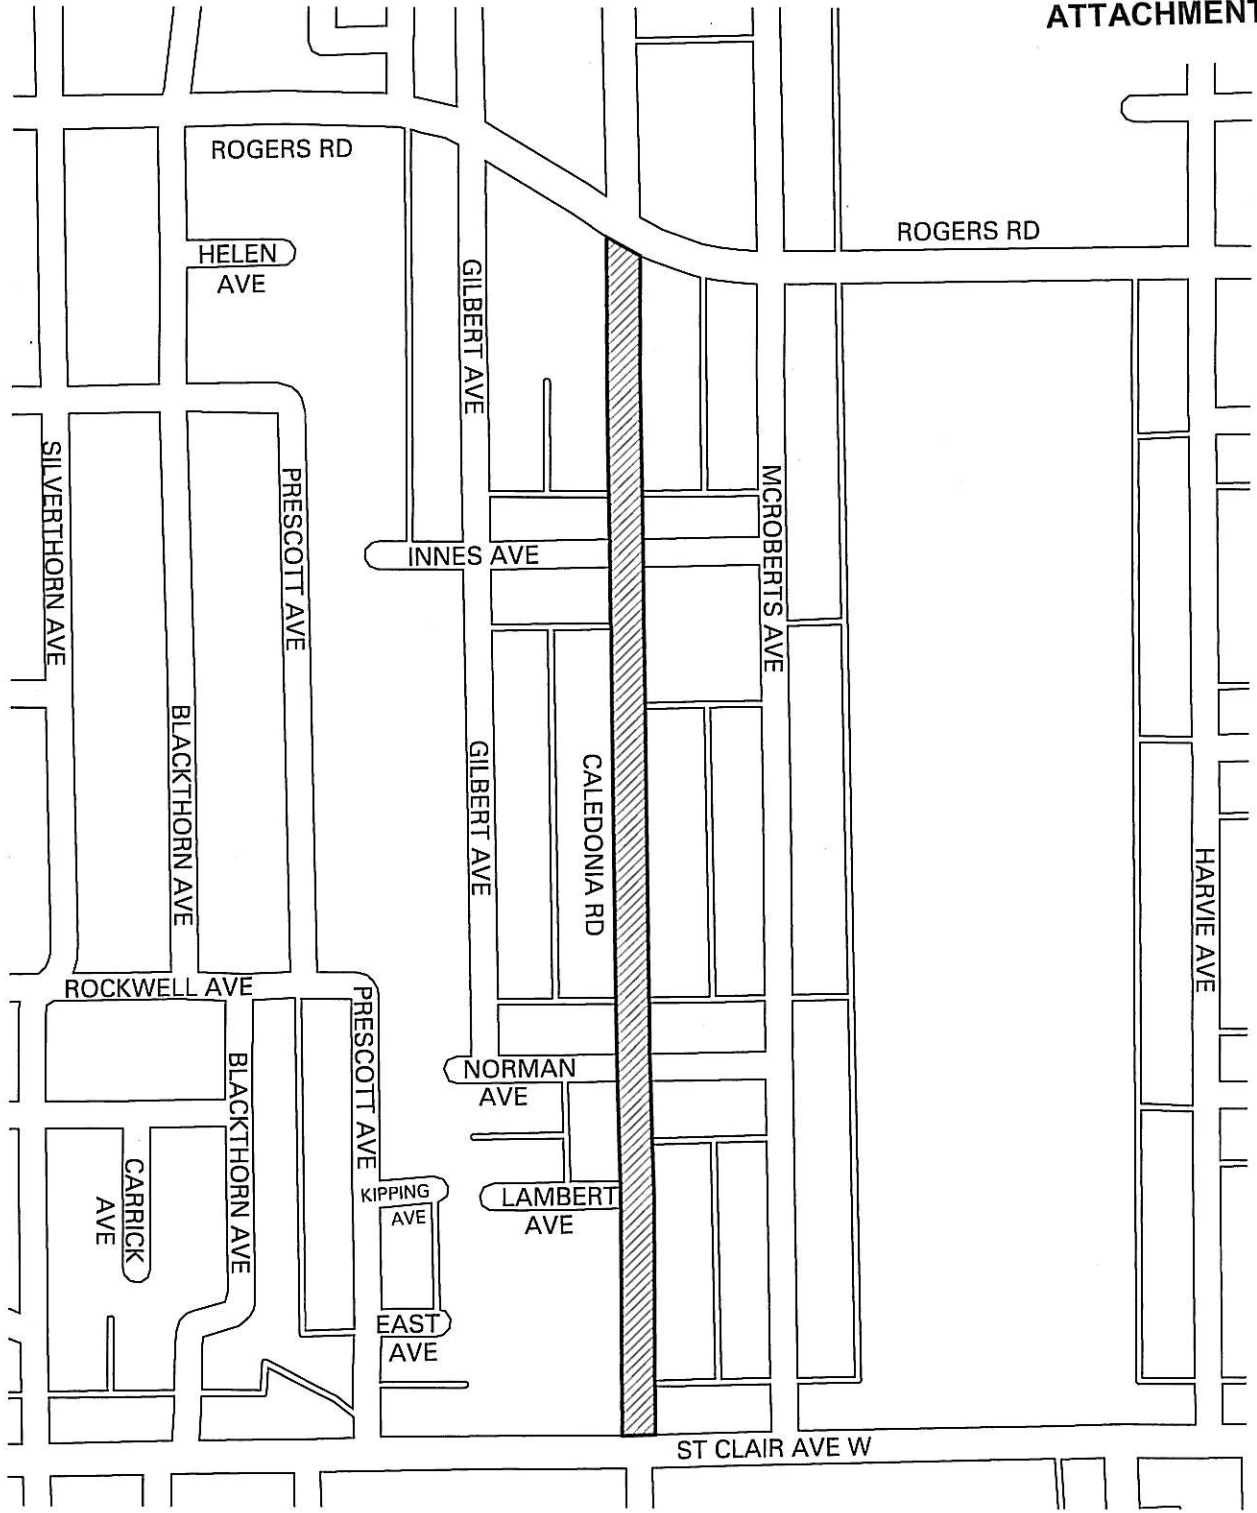 ATTACHMENT
ROGERS RD
ROGERS RD
HELEN
AVE
GILBERT AVE
SILVERTHORN AVE
PRESCOTT AVE
MCROBERTS AVE
INNES AVE
BLACKTHORN AVE
GILBERT AVE
CALEDONIA RD
HARVIE AVE
ROCKWELL AVE
PRESCOTT AVE
BLACKTHORN AVE
NORMAN
AVE
CARRICK
AVE
KIPPING
AVE
LAMBERT
AVE
EAST
AVE
ST CLAIR AVE W